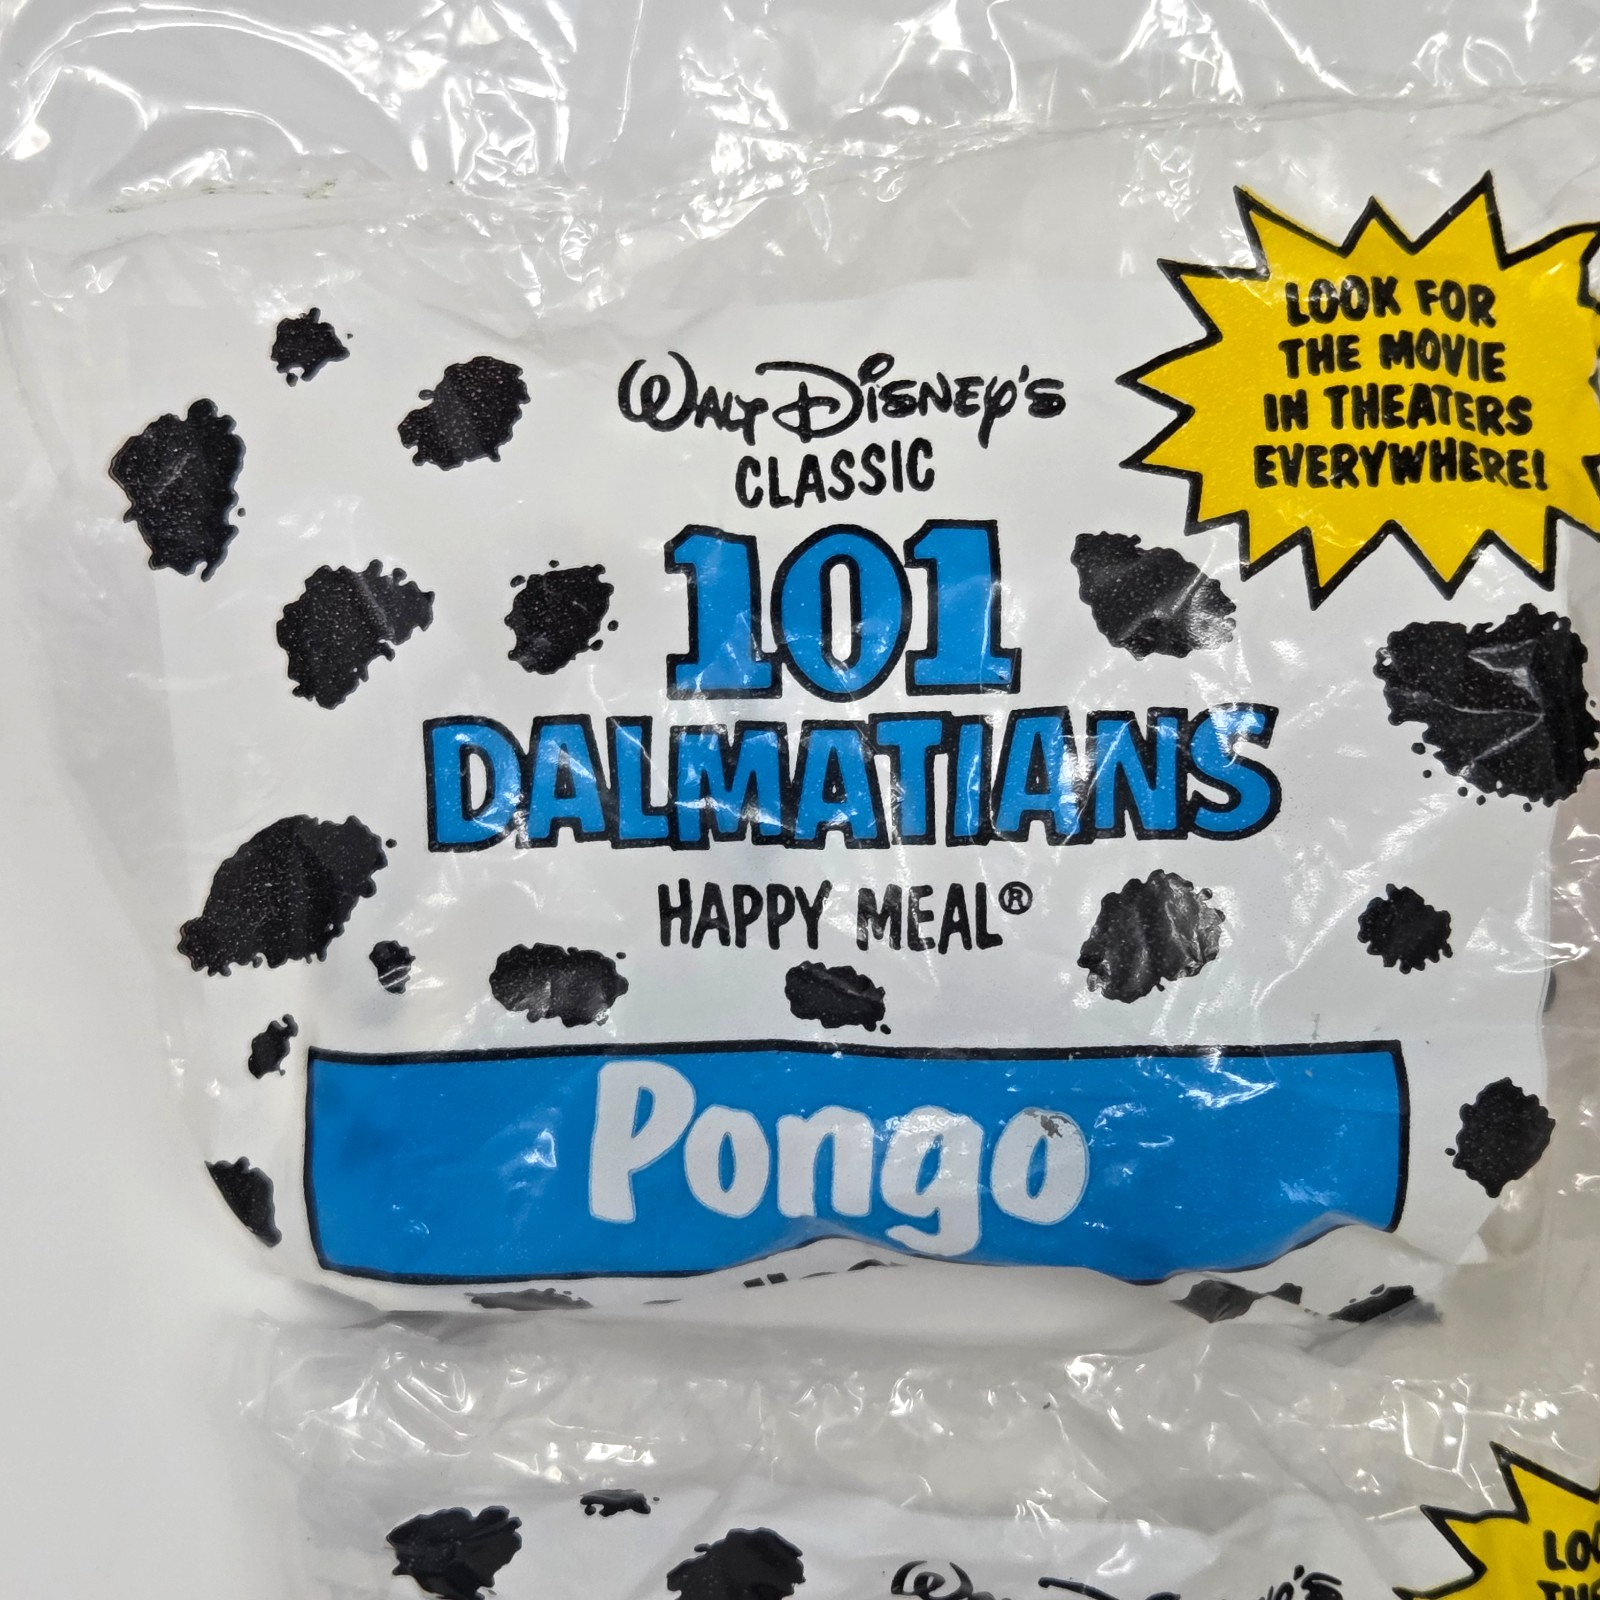 LOOK FOR
THE MOVIE
IN THEATERS
EVERYWHERE!
WALT DISNEY'S
CLASSIC
101
DALMATIANS
HAPPY MEAL®
Pongo